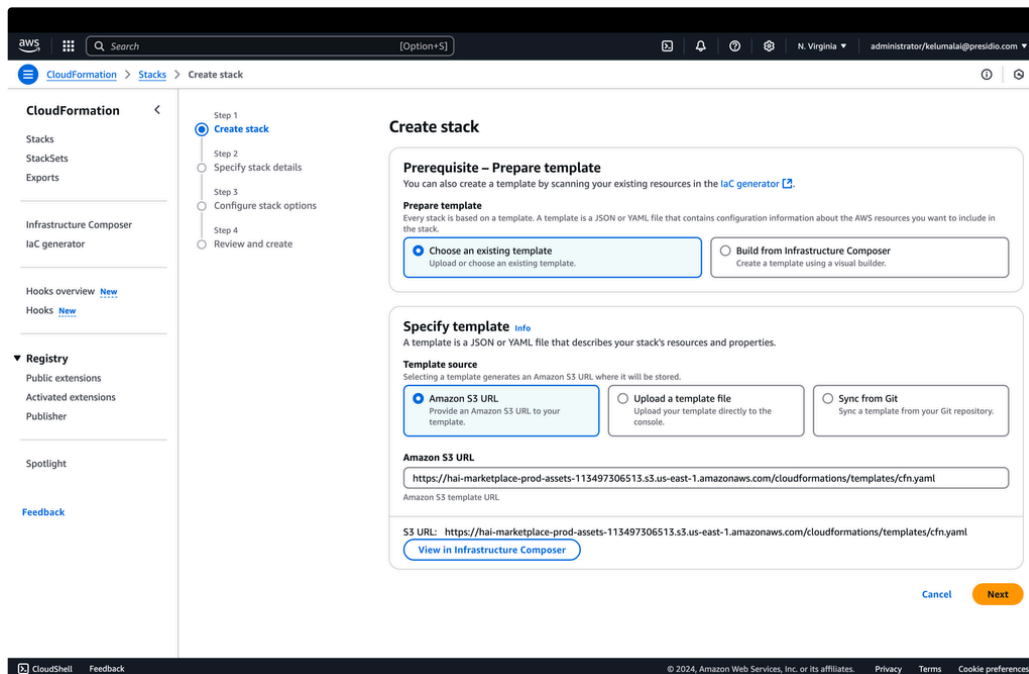 aws
Search
[Option+S]
N. Virginia ▼
administrator/kelumalai@presidio.com ▼
CloudFormation > Stacks > Create stack
CloudFormation
Stacks
StackSets
Exports
Infrastructure Composer
IaC generator
Hooks overview New
Hooks New
▼ Registry
Public extensions
Activated extensions
Publisher
Spotlight
Feedback
Step 1
Create stack
Step 2
Specify stack details
Step 3
Configure stack options
Step 4
Review and create
Create stack
Prerequisite – Prepare template
You can also create a template by scanning your existing resources in the IaC generator.
Prepare template
Every stack is based on a template. A template is a JSON or YAML file that contains configuration information about the AWS resources you want to include in
the stack.
Choose an existing template
Upload or choose an existing template.
Build from Infrastructure Composer
Create a template using a visual builder.
Specify template Info
A template is a JSON or YAML file that describes your stack's resources and properties.
Template source
Selecting a template generates an Amazon S3 URL where it will be stored.
Amazon S3 URL
Provide an Amazon S3 URL to your
template.
Upload a template file
Upload your template directly to the
console.
Sync from Git
Sync a template from your Git repository.
Amazon S3 URL
https://hai-marketplace-prod-assets-113497306513.s3.us-east-1.amazonaws.com/cloudformations/templates/cfn.yaml
Amazon S3 template URL
S3 URL: https://hai-marketplace-prod-assets-113497306513.s3.us-east-1.amazonaws.com/cloudformations/templates/cfn.yaml
View in Infrastructure Composer
Cancel
Next
CloudShell
Feedback
© 2024, Amazon Web Services, Inc. or its affiliates.
Privacy
Terms
Cookie preferences